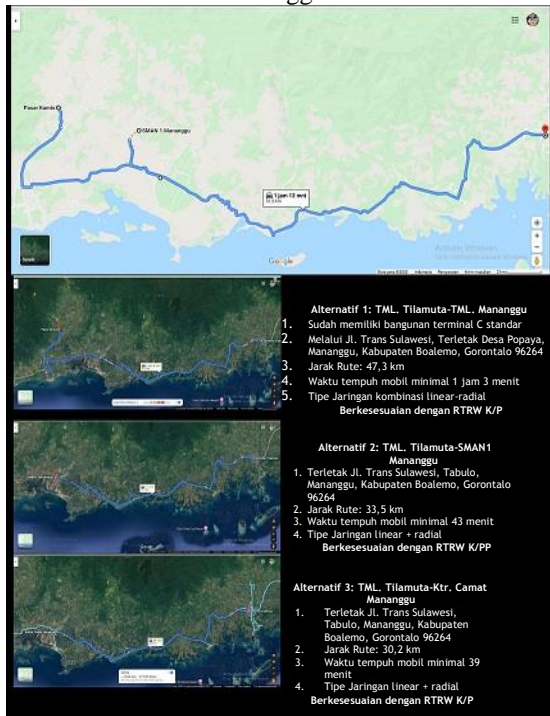 Pasar Kamis
SMAN 1 Mananggu
1 jam 12 mnt
Google
Alternatif 1: TML. Tilamuta-TML. Mananggu
1. Sudah memiliki bangunan terminal C standar
2. Melalui Jl. Trans Sulawesi, Terletak Desa Popaya,
Mananggu, Kabupaten Boalemo, Gorontalo 96264
3. Jarak Rute: 47,3 km
4. Waktu tempuh mobil minimal 1 jam 3 menit
5. Tipe Jaringan kombinasi linear-radial
Berkesesuaian dengan RTRW K/P
Alternatif 2: TML. Tilamuta-SMAN1
Mananggu
1. Terletak Jl. Trans Sulawesi, Tabulo,
Mananggu, Kabupaten Boalemo, Gorontalo
96264
2. Jarak Rute: 33,5 km
3. Waktu tempuh mobil minimal 43 menit
4. Tipe Jaringan linear + radial
Berkesesuaian dengan RTRW K/PP
Alternatif 3: TML. Tilamuta-Ktr. Camat
Mananggu
1. Terletak Jl. Trans Sulawesi,
Tabulo, Mananggu, Kabupaten
Boalemo, Gorontalo 96264
2. Jarak Rute: 30,2 km
3. Waktu tempuh mobil minimal 39
menit
4. Tipe Jaringan linear + radial
Berkesesuaian dengan RTRW K/P